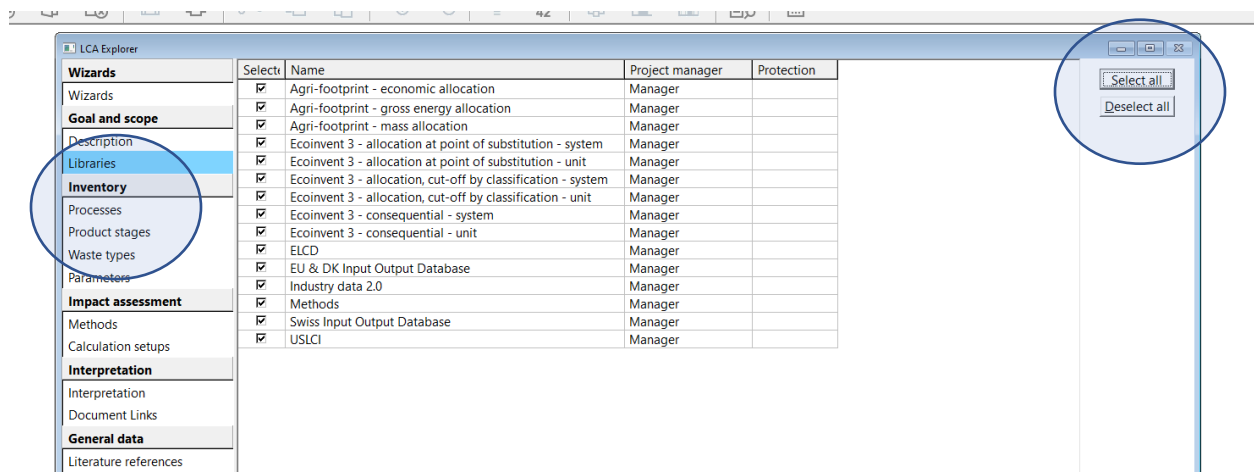 42
LCA Explorer
Wizards
Wizards
Goal and scope
Description
Libraries
Inventory
Processes
Product stages
Waste types
Parameters
Impact assessment
Methods
Calculation setups
Interpretation
Interpretation
Document Links
General data
Literature references
Selecte Name Project manager Protection
Agri-footprint - economic allocation Manager
Agri-footprint - gross energy allocation Manager
Agri-footprint - mass allocation Manager
Ecoinvent 3 - allocation at point of substitution - system Manager
Ecoinvent 3 - allocation at point of substitution - unit Manager
Ecoinvent 3 - allocation, cut-off by classification - system Manager
Ecoinvent 3 - allocation, cut-off by classification - unit Manager
Ecoinvent 3 - consequential - system Manager
Ecoinvent 3 - consequential - unit Manager
ELCD Manager
EU & DK Input Output Database Manager
Industry data 2.0 Manager
Methods Manager
Swiss Input Output Database Manager
USLCI Manager
Select all
Deselect all